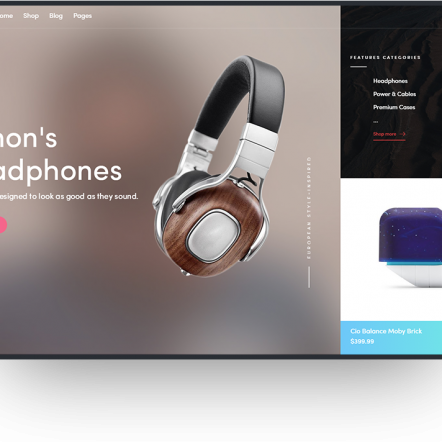 ome Shop Blog Pages
non's
adphones
esigned to look as good as they sound.
EUROPEAN STYLE-INSPIRED
FEATURES CATEGORIES
Headphones
Power & Cables
Premium Cases
...
Shop more
Cio Balance Moby Brick
$399.99